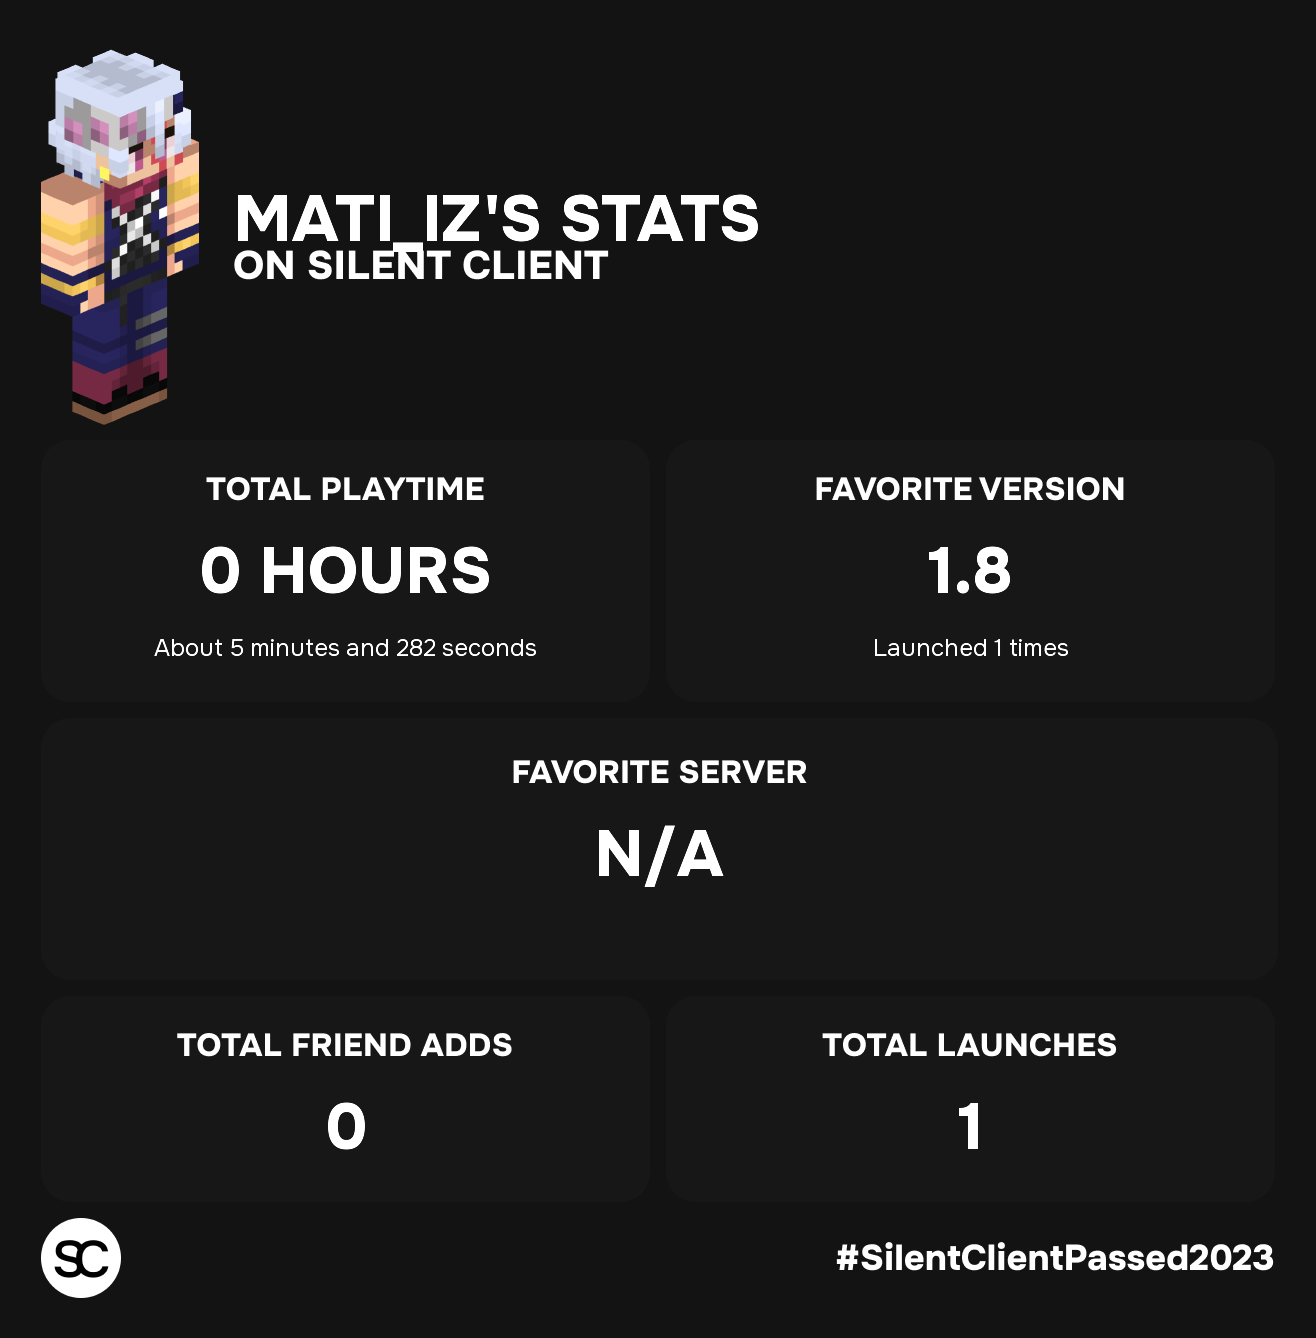 MATI_IZ'S STATS
ON SILENT CLIENT
TOTAL PLAYTIME
0 HOURS
About 5 minutes and 282 seconds
FAVORITE VERSION
1.8
Launched 1 times
FAVORITE SERVER
N/A
TOTAL FRIEND ADDS
0
TOTAL LAUNCHES
1
SC
#SilentClientPassed2023